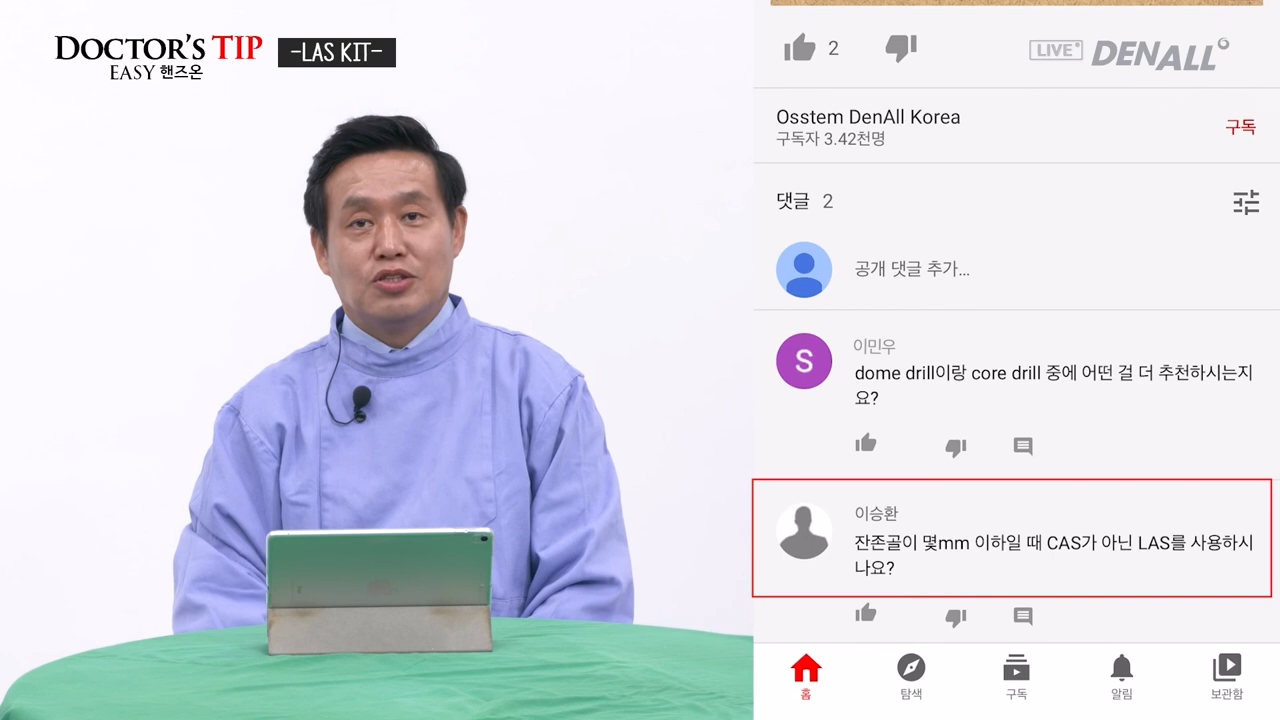 DOCTOR'S TIP
EASY 핸즈온
-LAS KIT-
2
LIVE
DENALL
Osstem DenAll Korea
구독자 3.42천명
구독
댓글 2
공개 댓글 추가...
S
이민우
dome drill이랑 core drill 중에 어떤 걸 더 추천하시는지
요?
이승환
잔존골이 몇mm 이하일 때 CAS가 아닌 LAS를 사용하시
나요?
홈
탐색
구독
알림
보관함